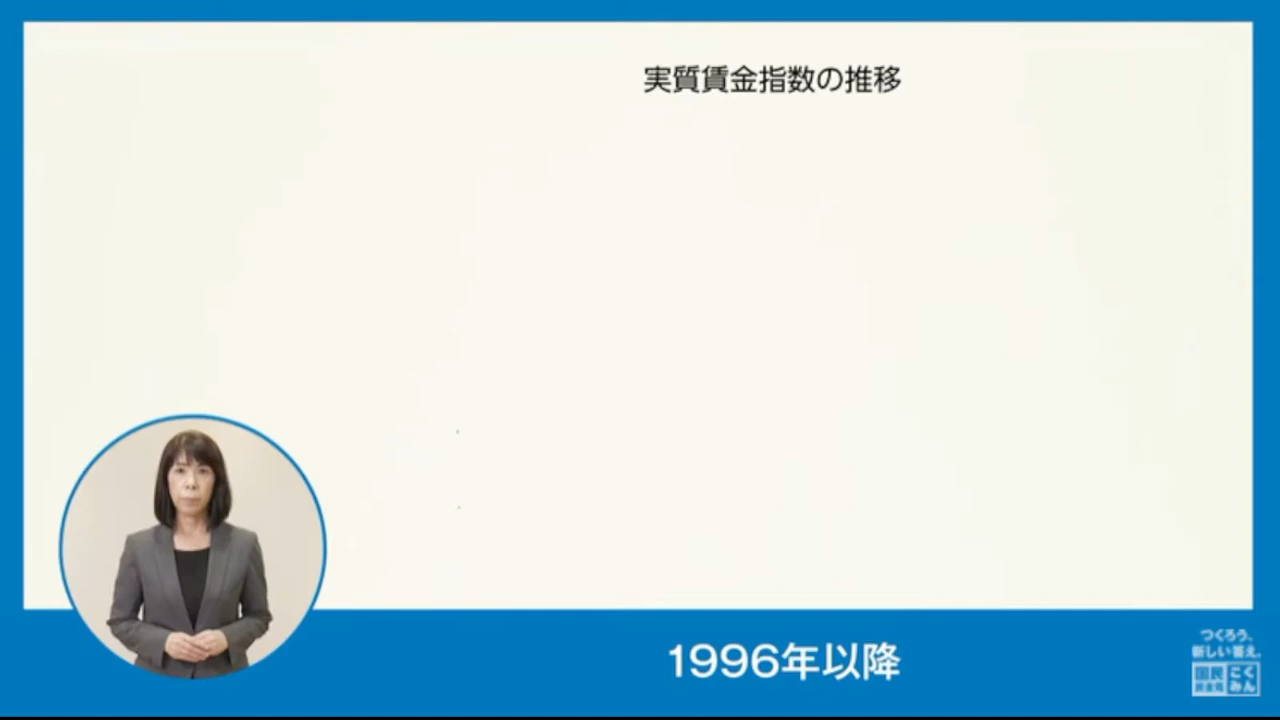 実質賃金指数の推移
1996年以降
つくろう、
新しい答え。
国民 こく
民主党 みん